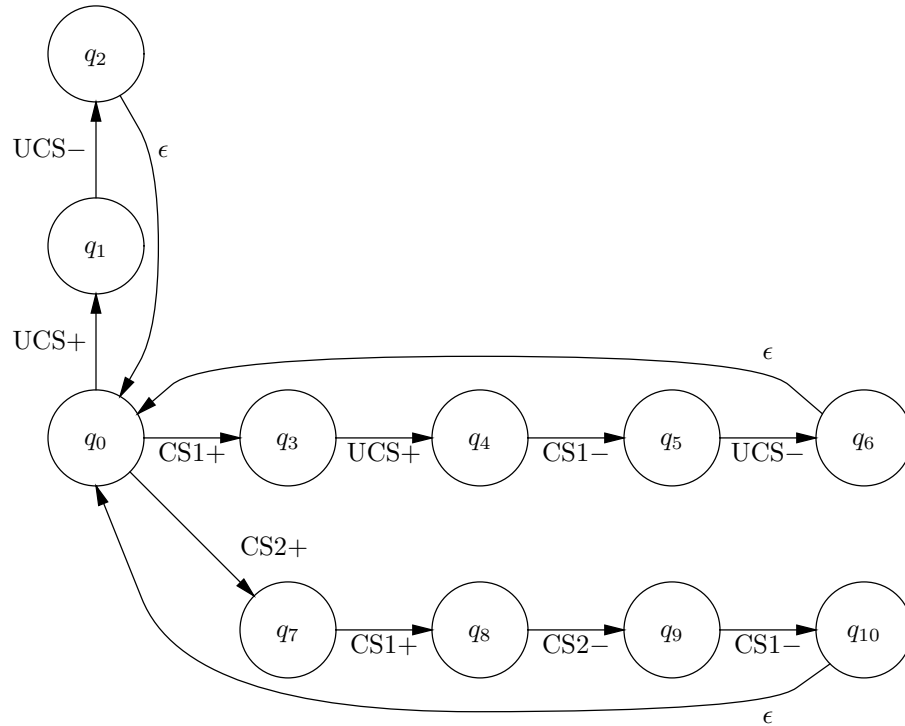 q2
UCS−
ϵ
q1
UCS+
ϵ
q0
CS1+
q3
UCS+
q4
CS1−
q5
UCS−
q6
CS2+
q7
CS1+
q8
CS2−
q9
CS1−
q10
ϵ